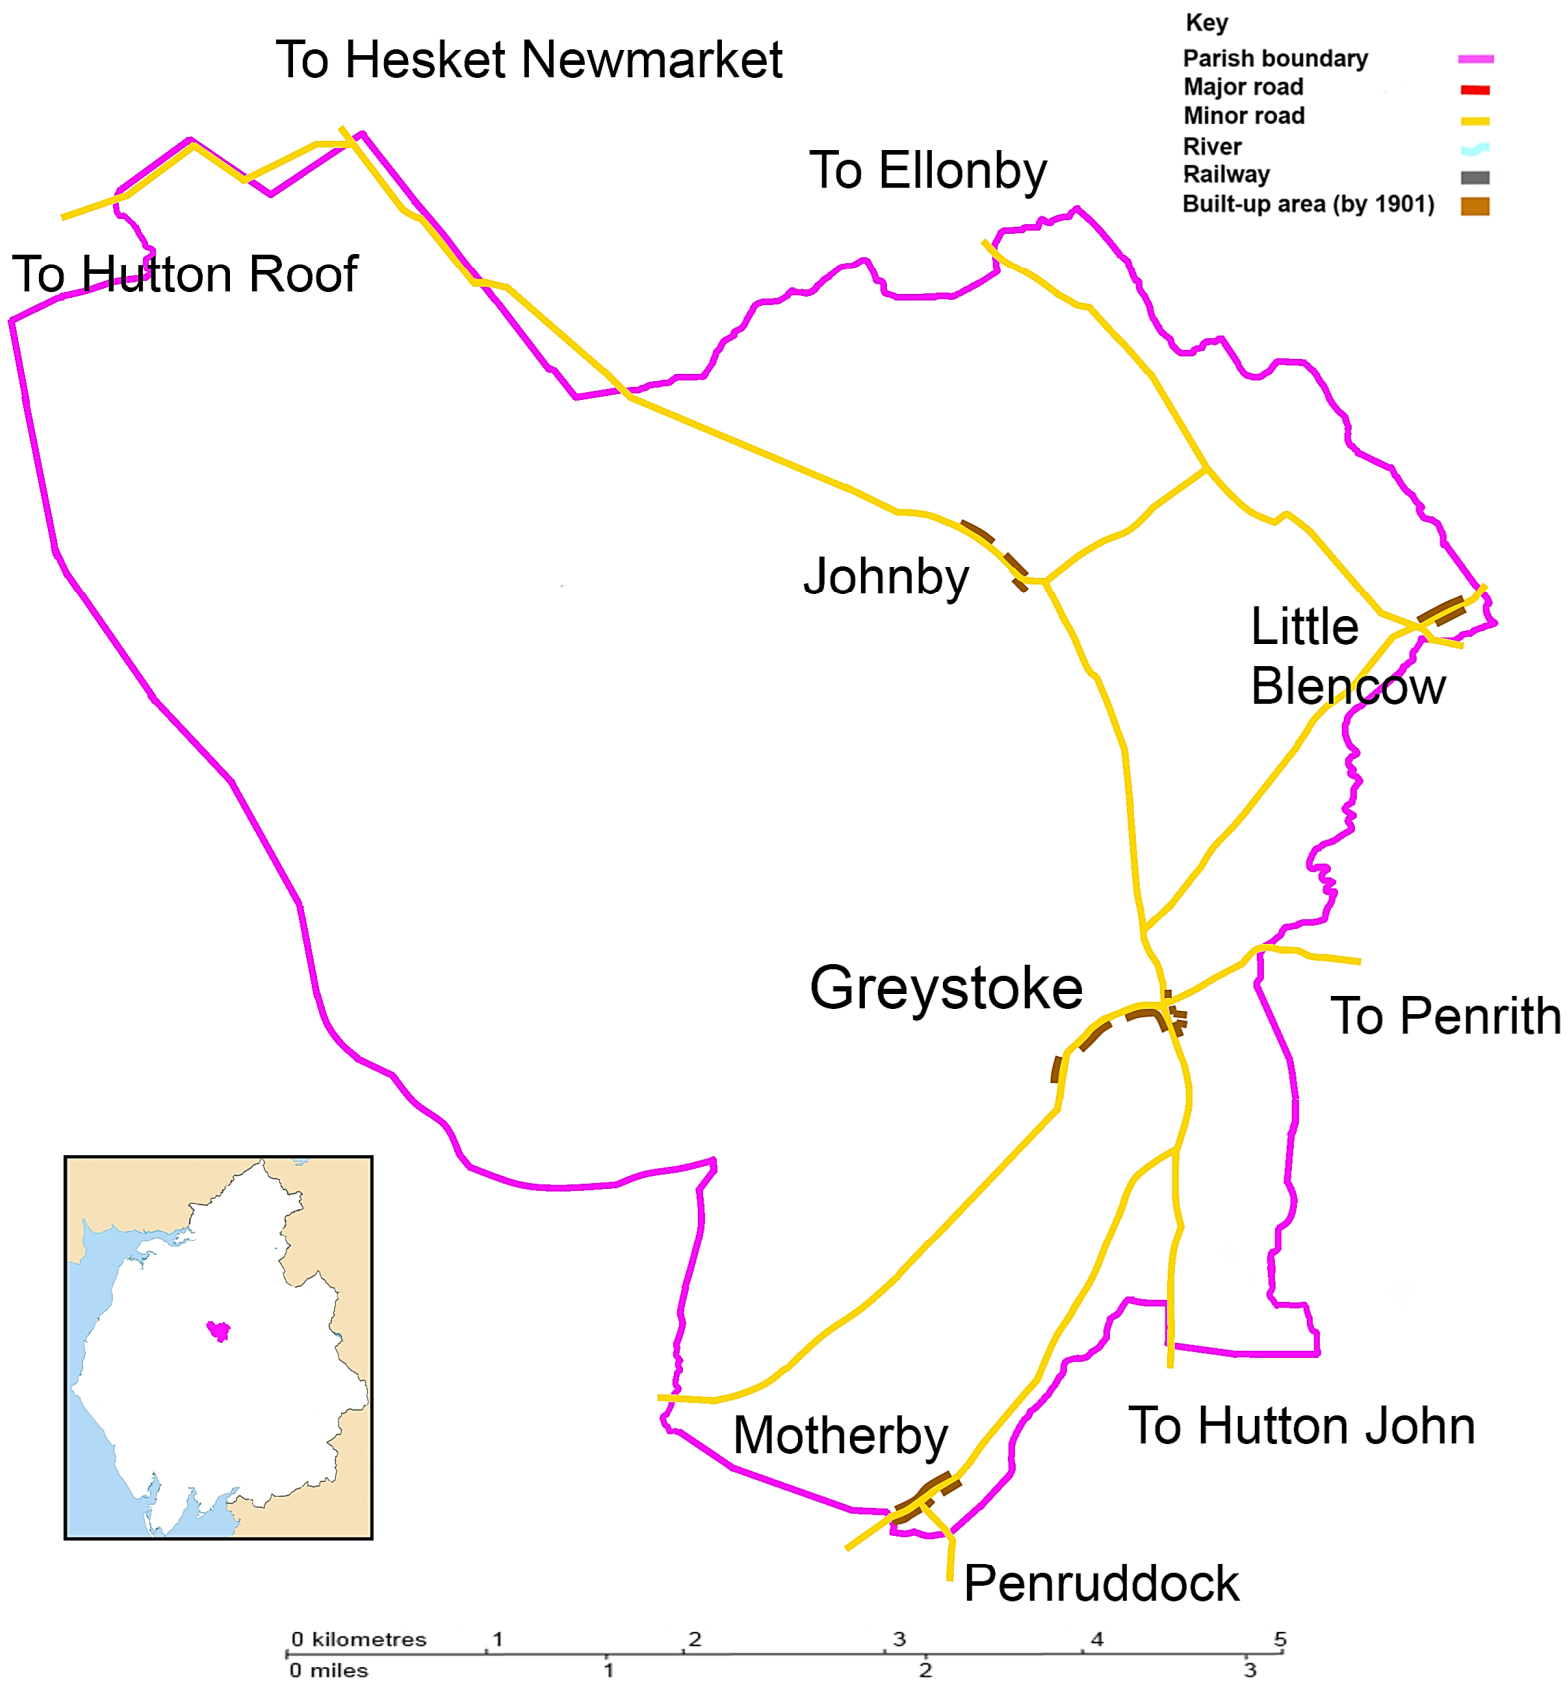 To Hesket Newmarket
Key
Parish boundary
Major road
Minor road
River
Railway
Built-up area (by 1901)
To Ellonby
To Hutton Roof
Johnby
Little
Blencow
Greystoke
To Penrith
To Hutton John
Motherby
Penruddock
0 kilometres 1 2 3 4 5
0 miles 1 2 3